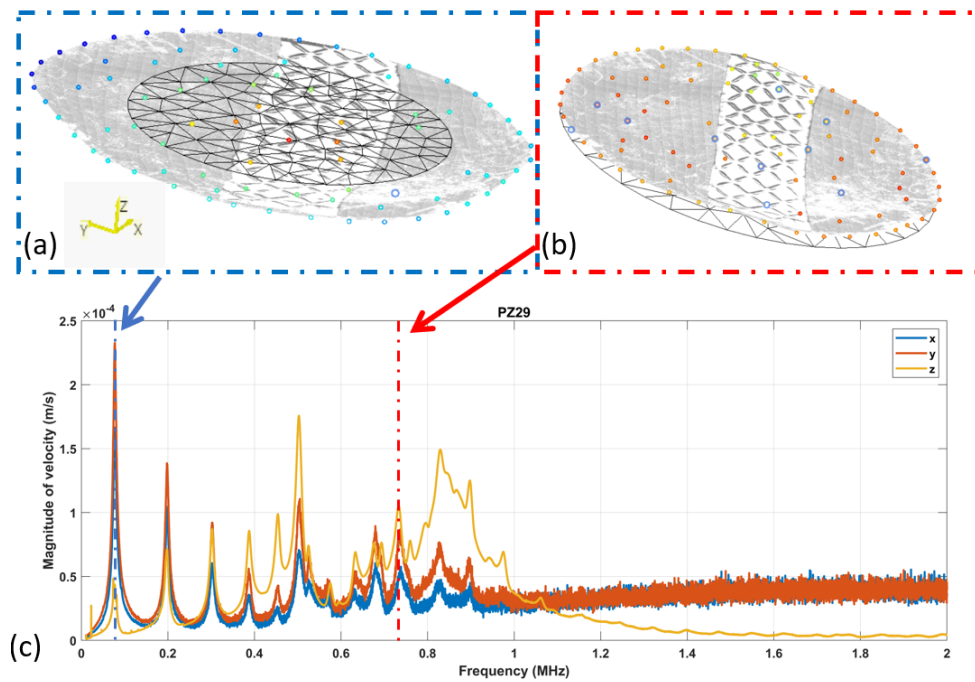 Z
Y X
(a)
(b)
×10⁻⁴
PZ29
2.5
2
1.5
1
0.5
0
Magnitude of velocity (m/s)
x
y
z
0 0.2 0.4 0.6 0.8 1 1.2 1.4 1.6 1.8 2
Frequency (MHz)
(c)